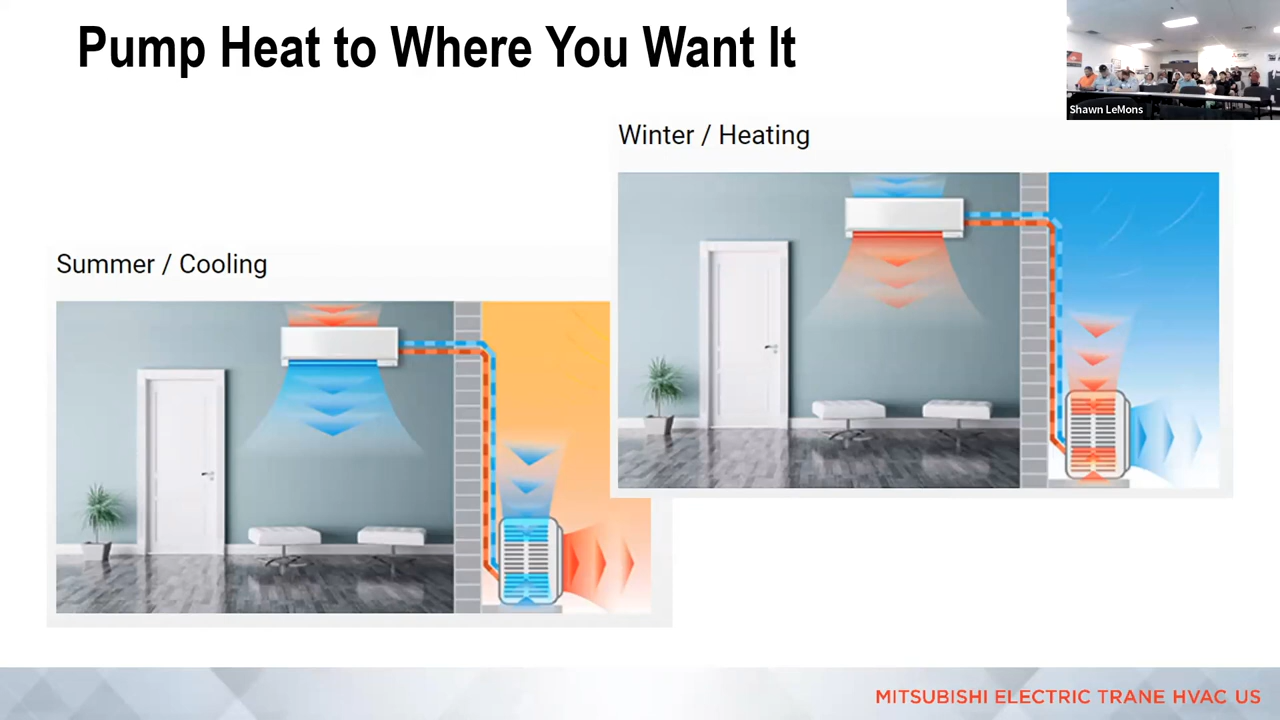 Pump Heat to Where You Want It
Shawn LeMons
Winter / Heating
Summer / Cooling
MITSUBISHI ELECTRIC TRANE HVAC US